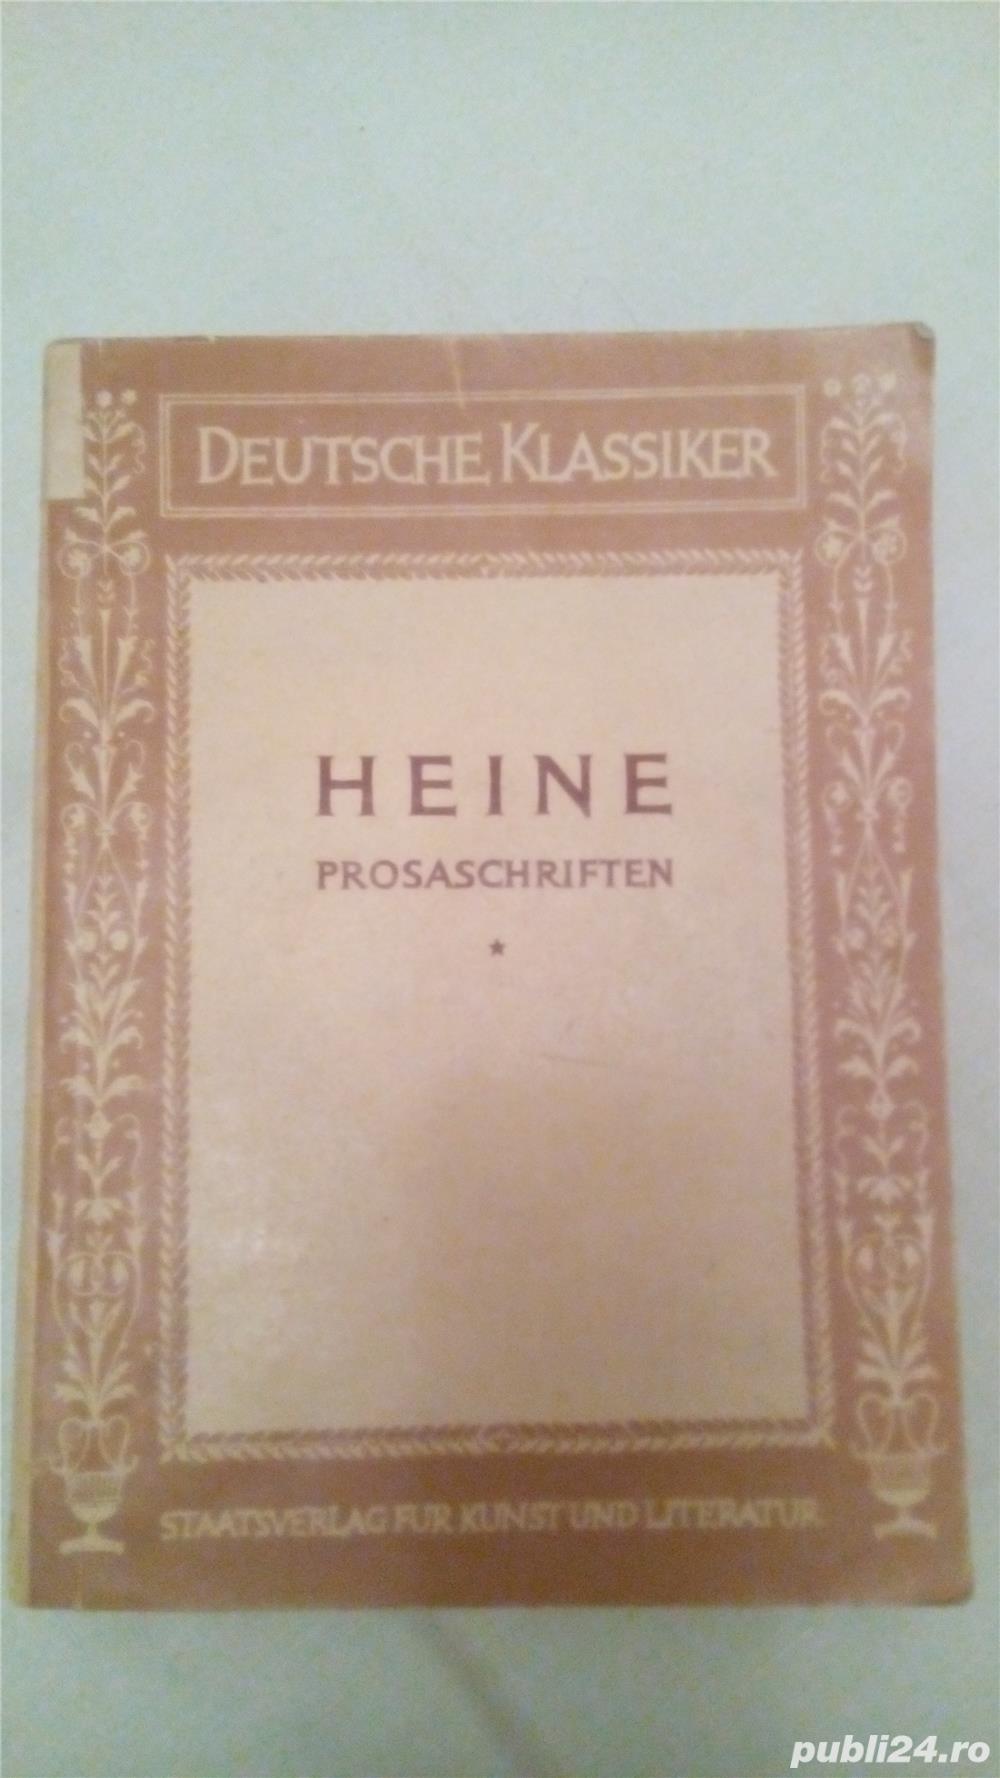 DEUTSCHE KLASSIKER
HEINE
PROSASCHRIFTEN
*
STAATSVERLAG FÜR KUNST UND LITERATUR
publi24.ro